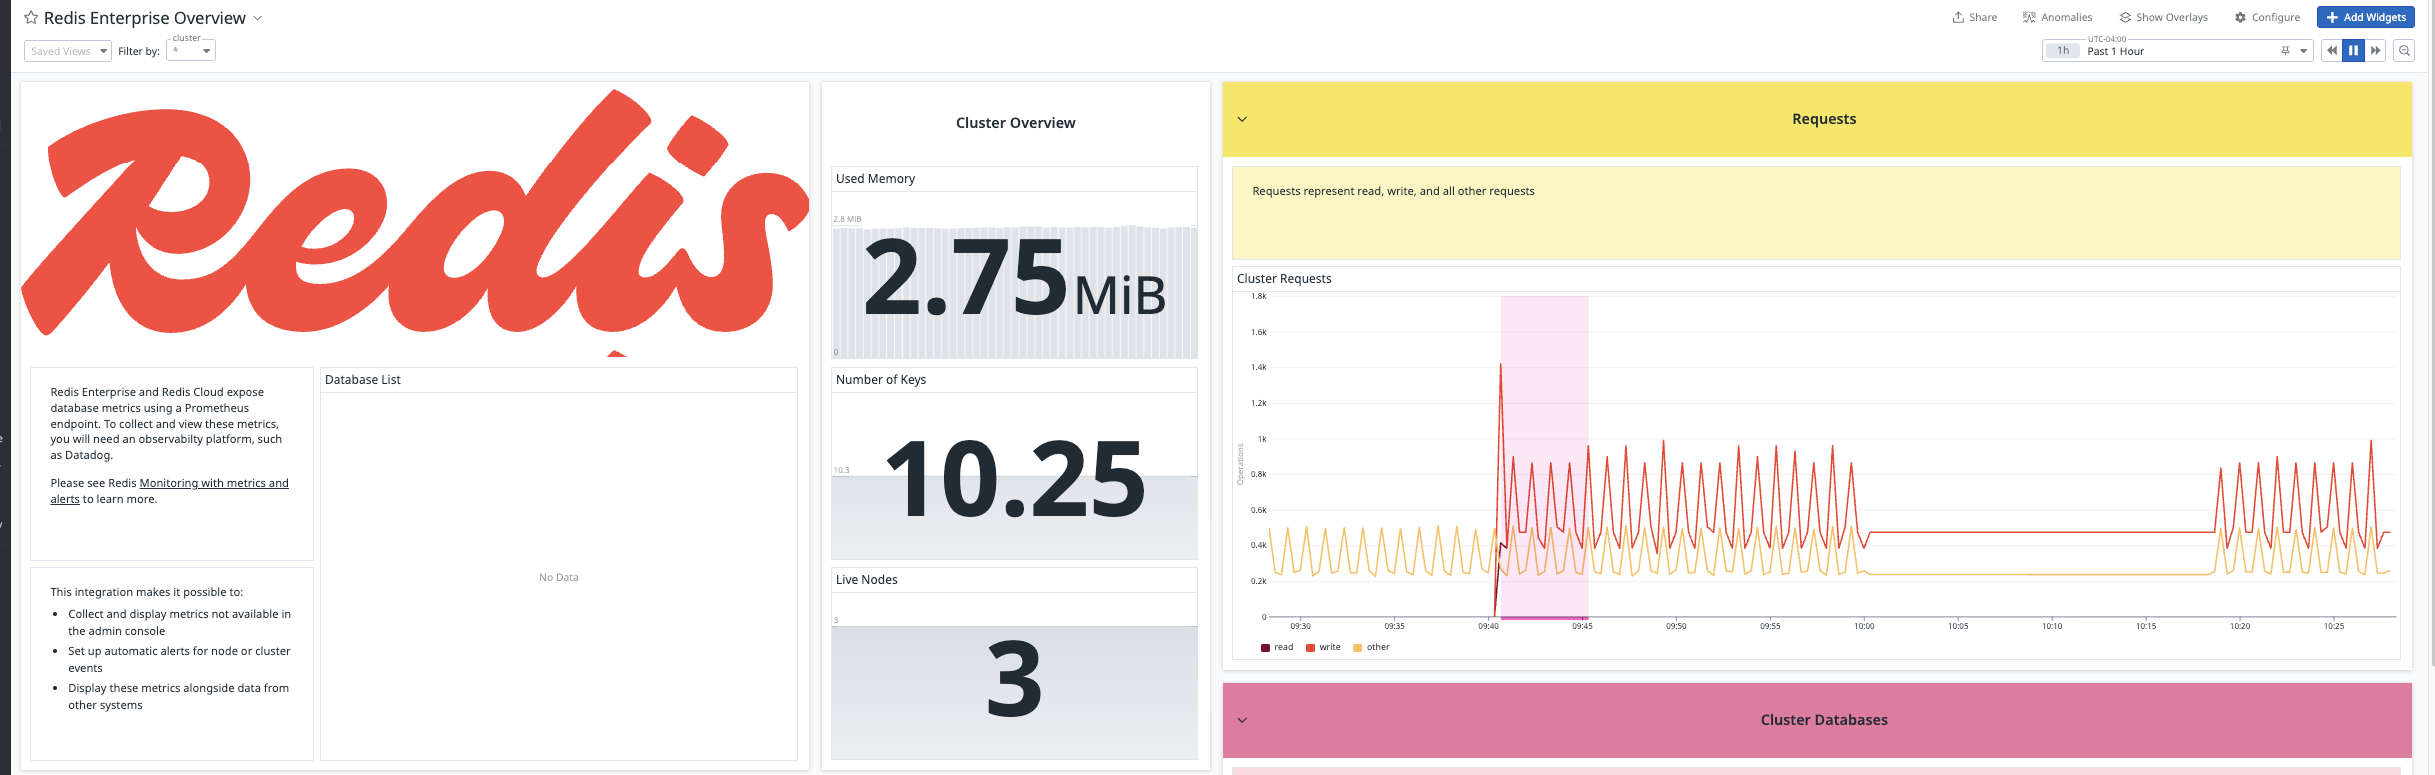 Redis Enterprise Overview
Share
Anomalies
Show Overlays
Configure
+ Add Widgets
Saved Views
Filter by:
cluster
*
UTC-04:00
1h
Past 1 Hour
Redis
Redis Enterprise and Redis Cloud expose
database metrics using a Prometheus
endpoint. To collect and view these metrics,
you will need an observabilty platform, such
as Datadog.
Please see Redis Monitoring with metrics and
alerts to learn more.
This integration makes it possible to:
• Collect and display metrics not available in
the admin console
• Set up automatic alerts for node or cluster
events
• Display these metrics alongside data from
other systems
Database List
No Data
Cluster Overview
Used Memory
2.8 MIB
2.75 MiB
0
Number of Keys
10.3
10.25
Live Nodes
3
3
Requests
Requests represent read, write, and all other requests
Cluster Requests
Operations
1.8k
1.6k
1.4k
1.2k
1k
0.8k
0.6k
0.4k
0.2k
0
09:30 09:35 09:40 09:45 09:50 09:55 10:00 10:05 10:10 10:15 10:20 10:25
read write other
Cluster Databases